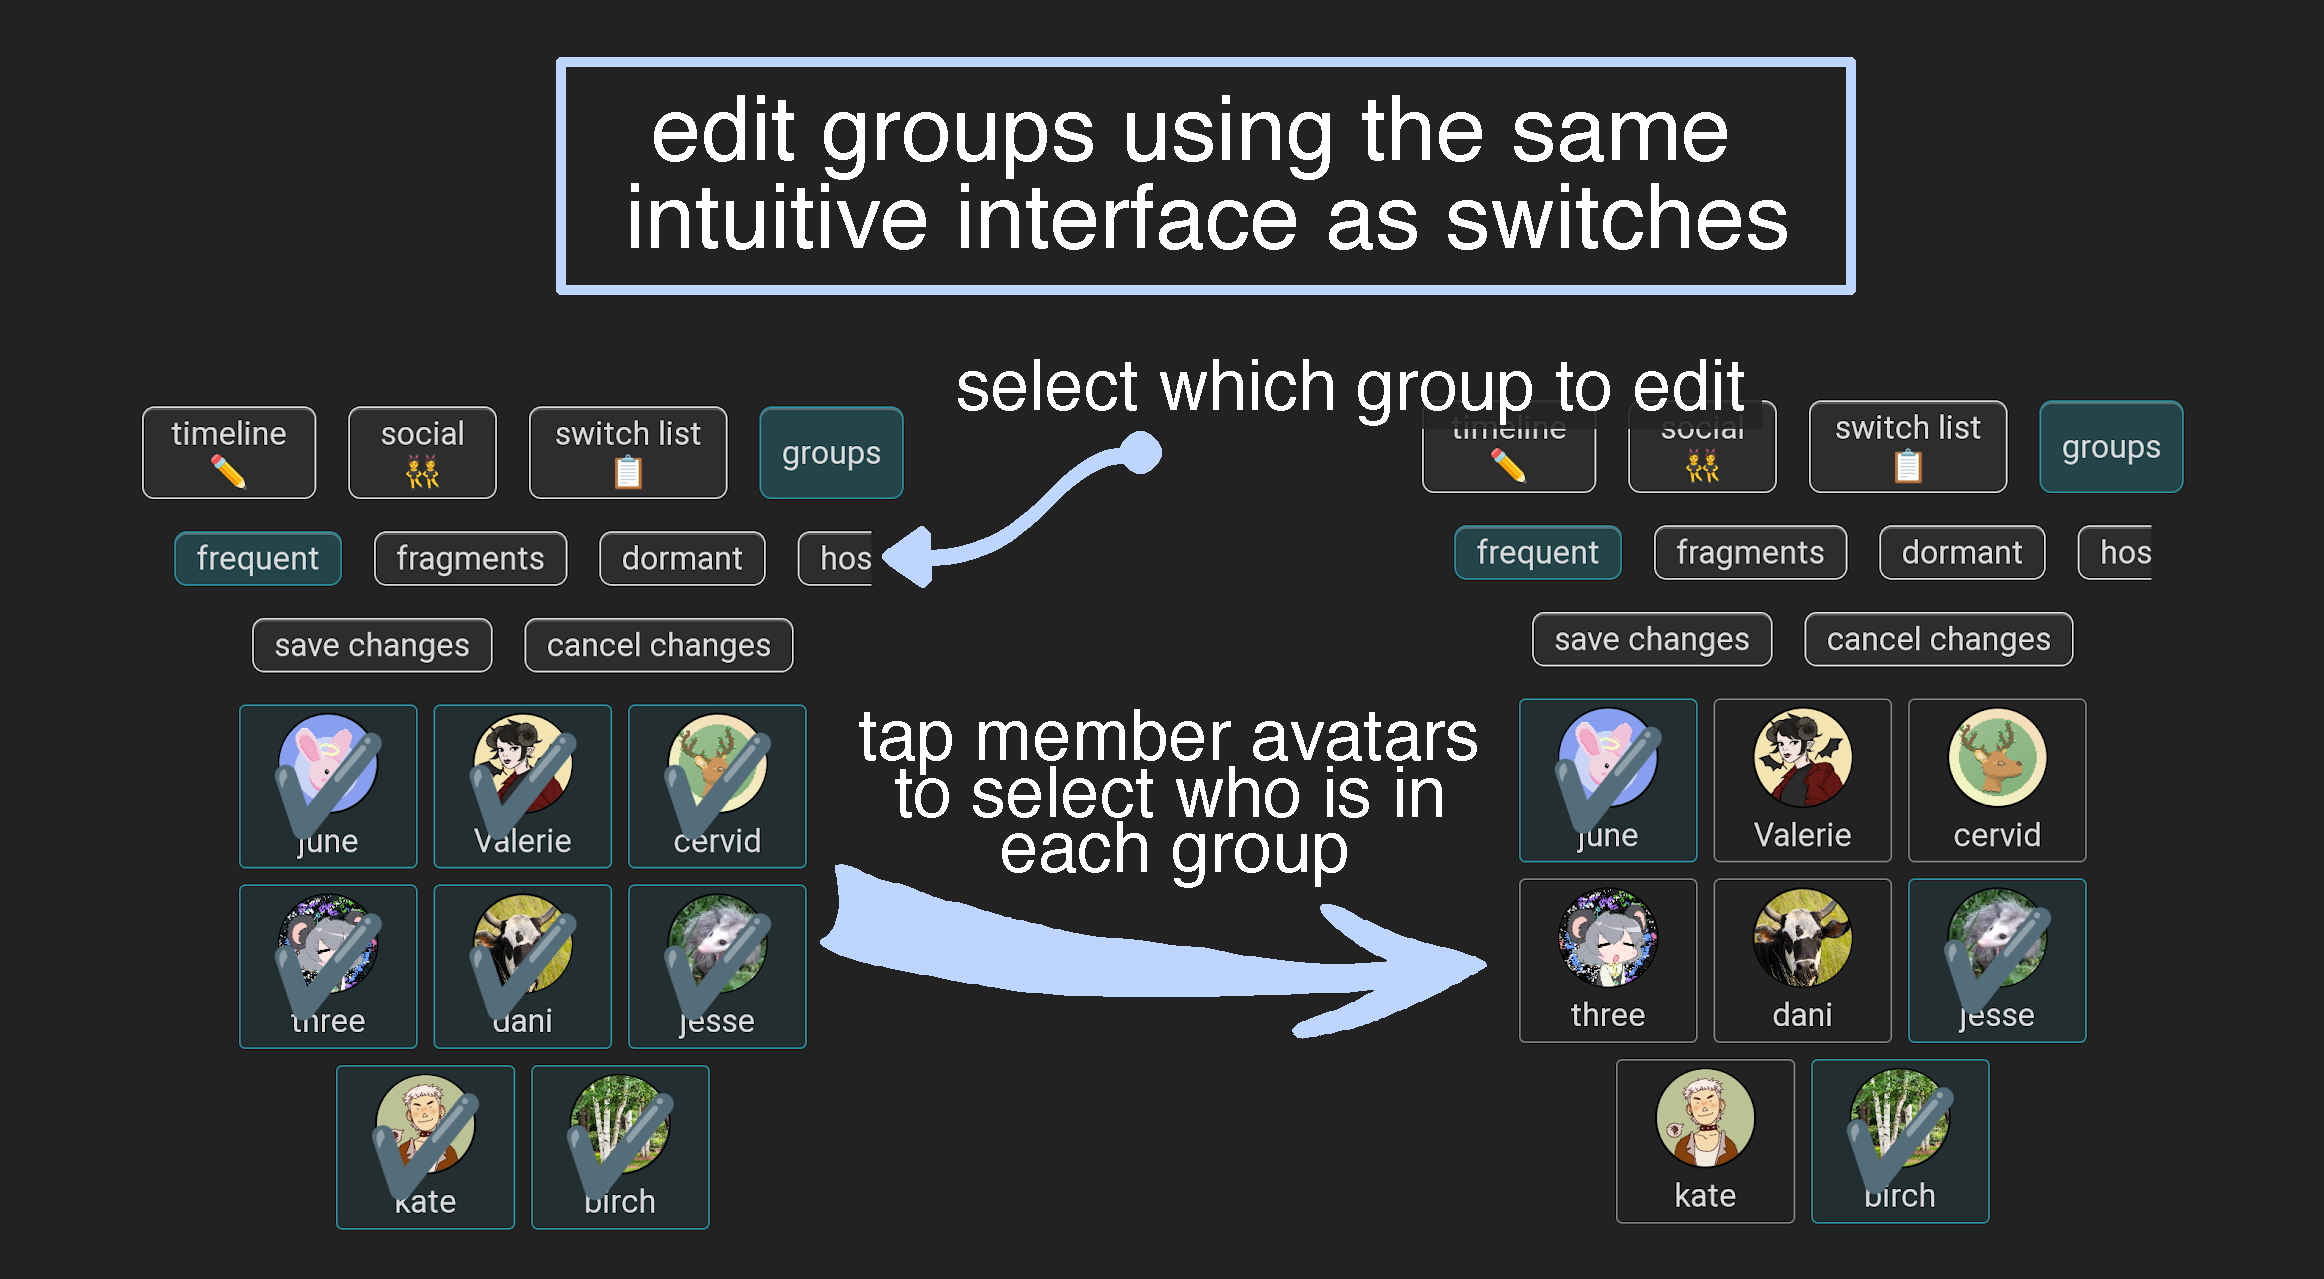 edit groups using the same
intuitive interface as switches
select which group to edit
timeline
social
switch list
groups
frequent
fragments
dormant
hos
save changes
cancel changes
june
Valerie
cervid
three
dani
jesse
kate
birch
tap member avatars
to select who is in
each group
timeline
social
switch list
groups
frequent
fragments
dormant
hos
save changes
cancel changes
june
Valerie
cervid
three
dani
jesse
kate
birch